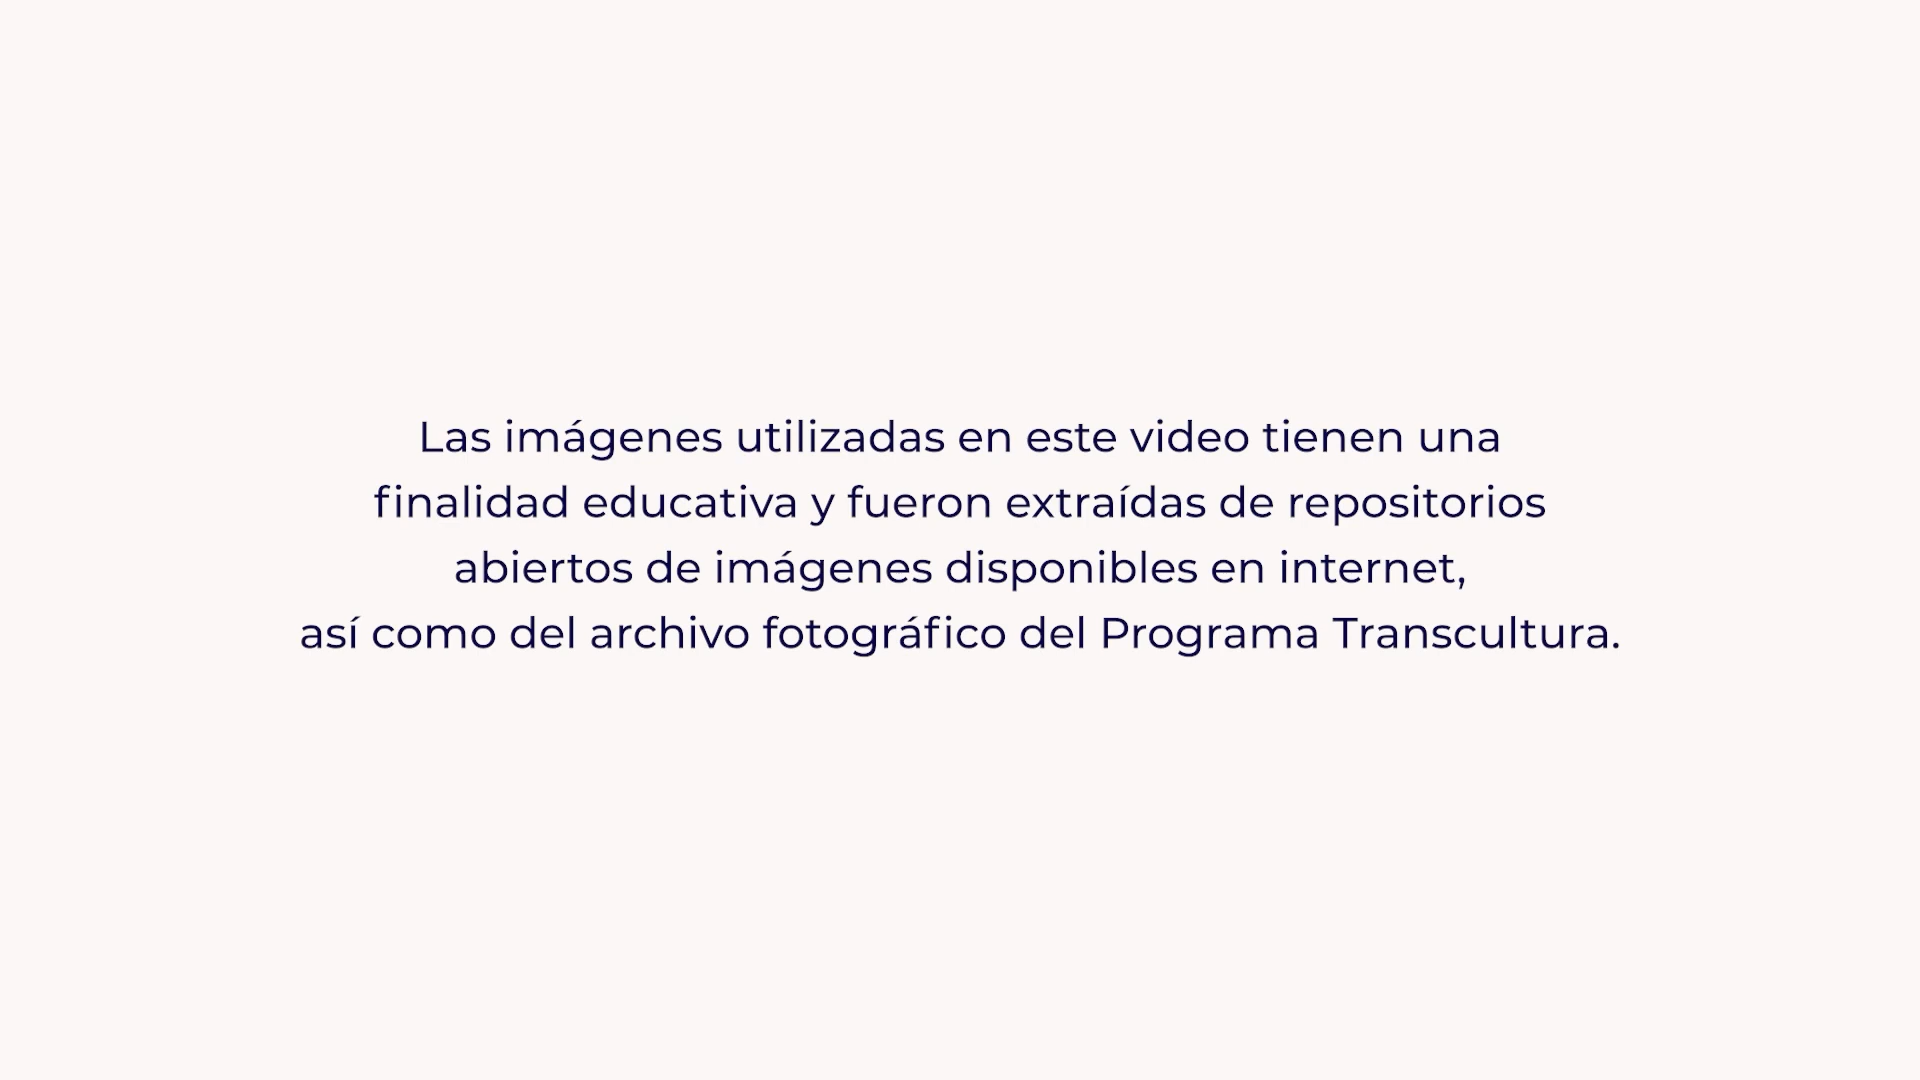 Las imágenes utilizadas en este video tienen una
finalidad educativa y fueron extraídas de repositorios
abiertos de imágenes disponibles en internet,
así como del archivo fotográfico del Programa Transcultura.